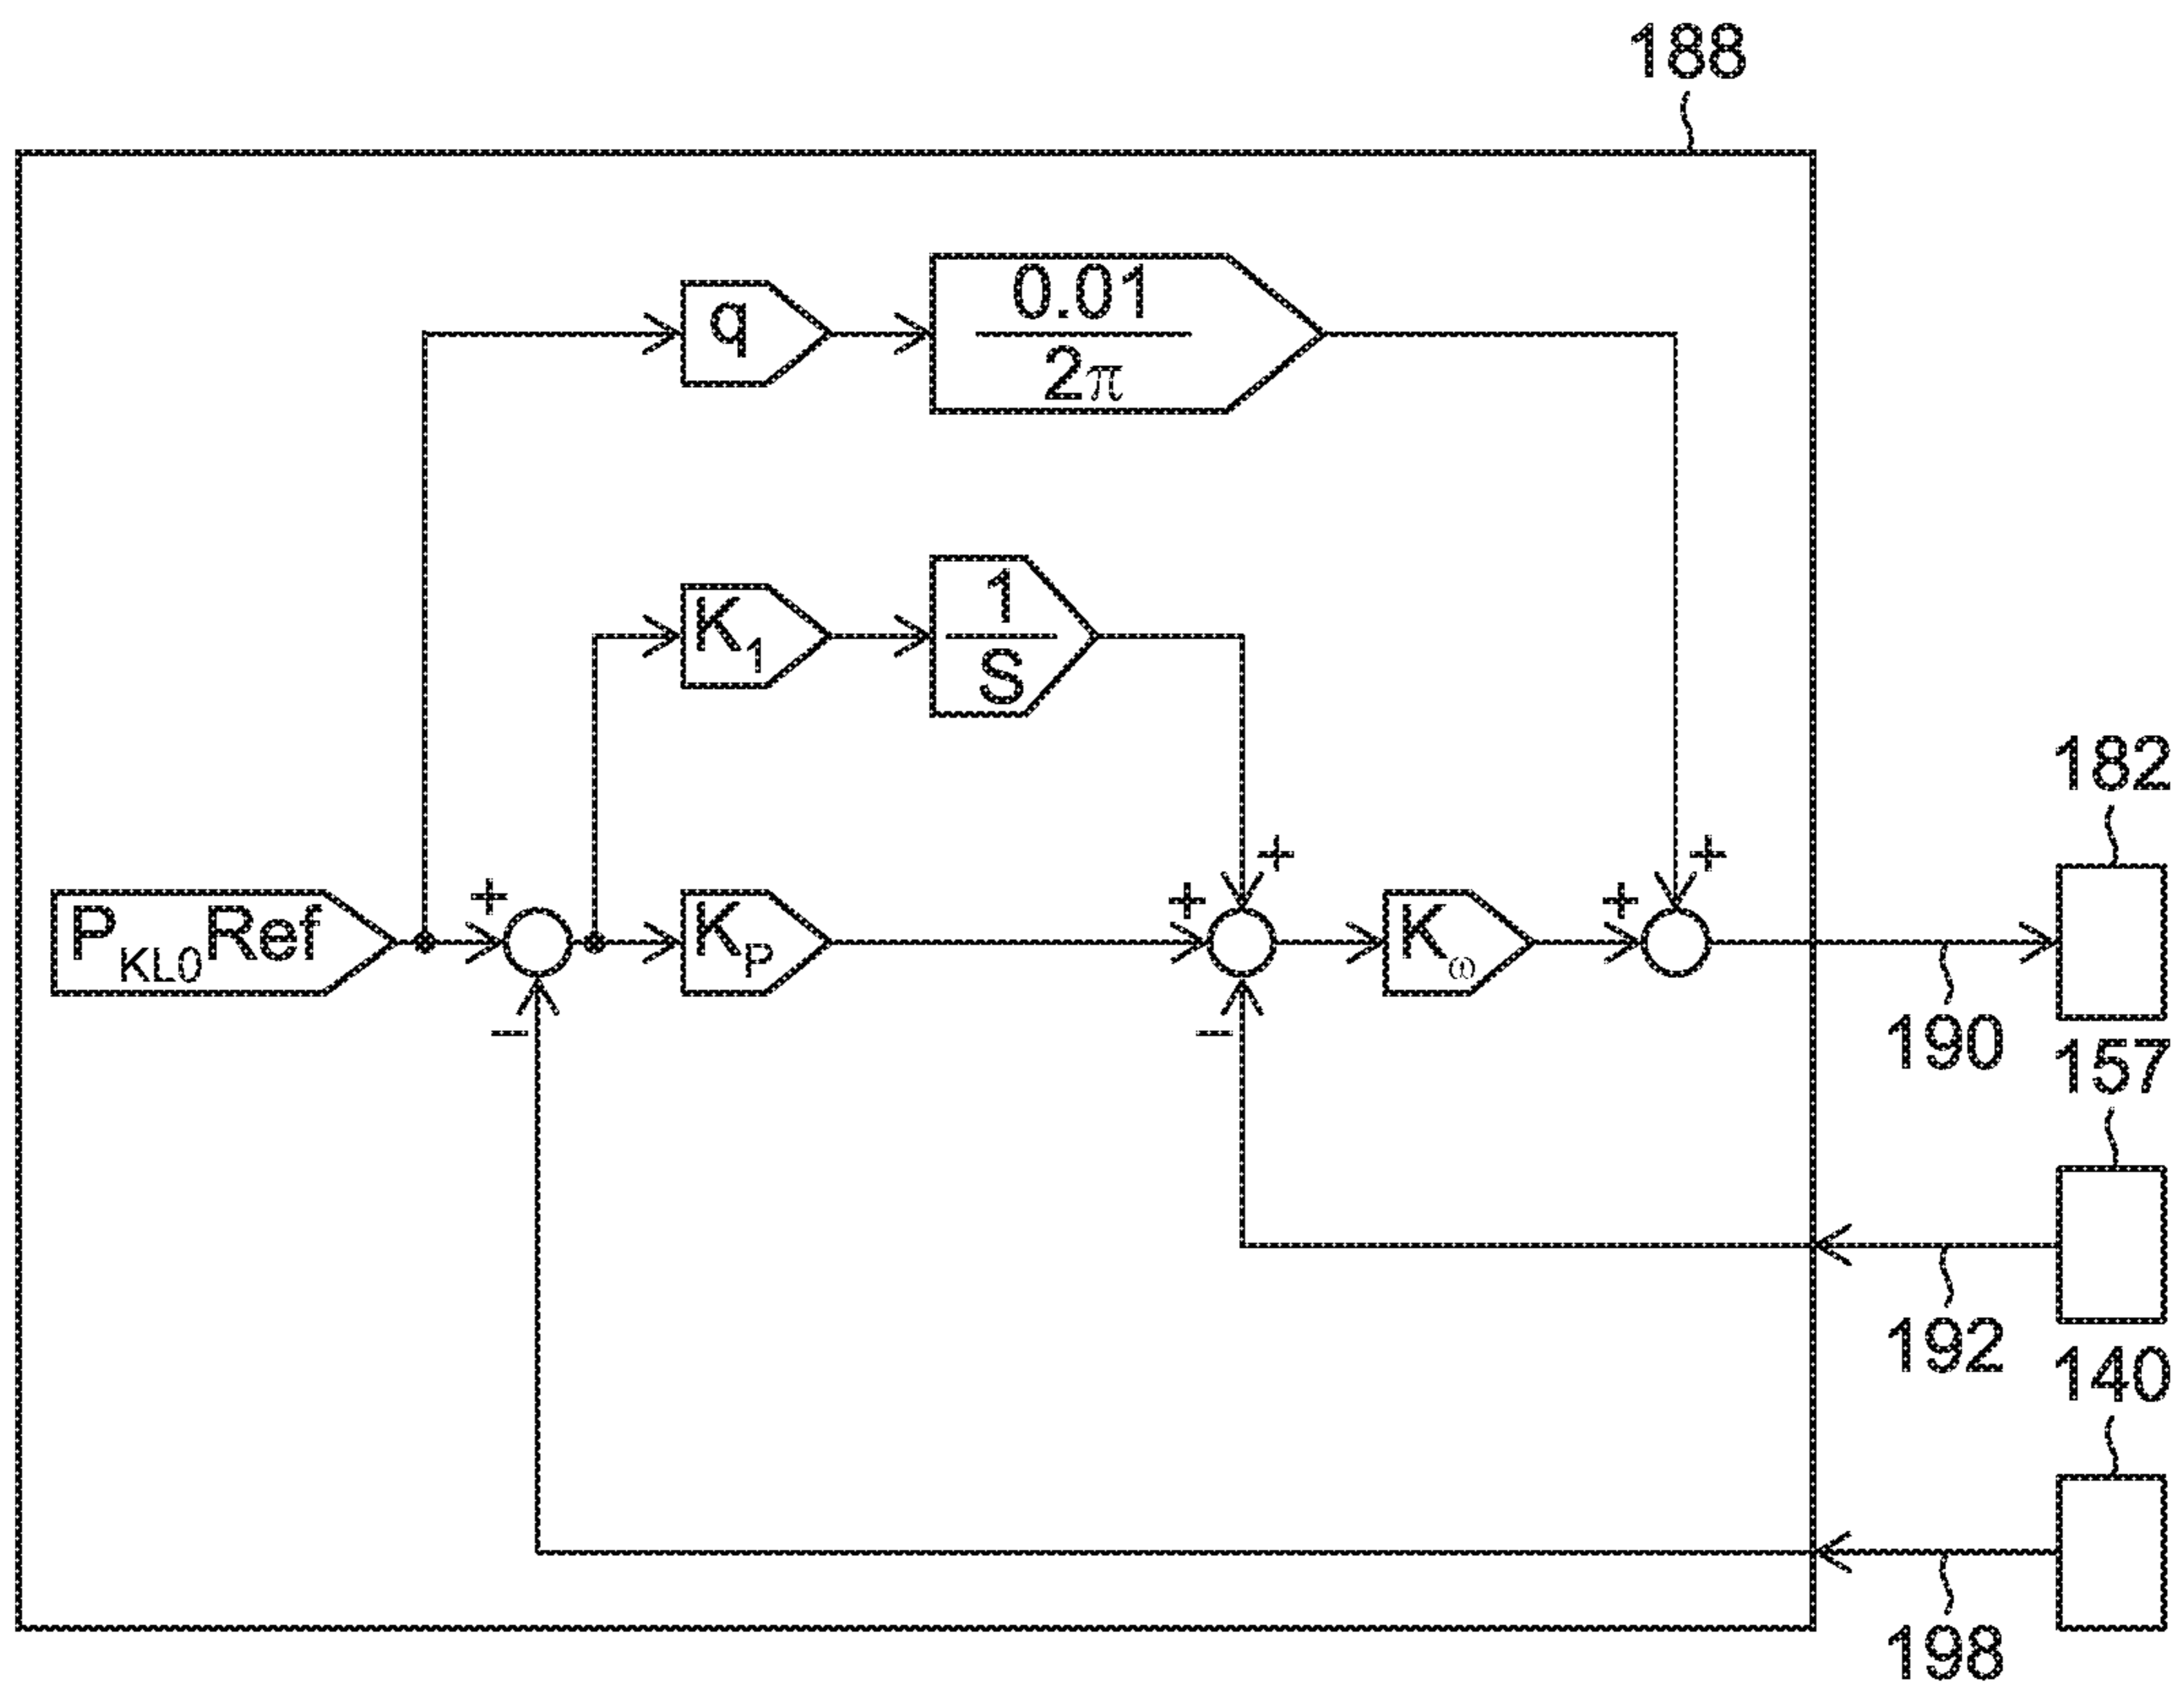 188
q
0.01
2π
K1
1
S
182
+
+
+
+
+
PKL0Ref
KP
Kω
−
−
190
157
192
140
198